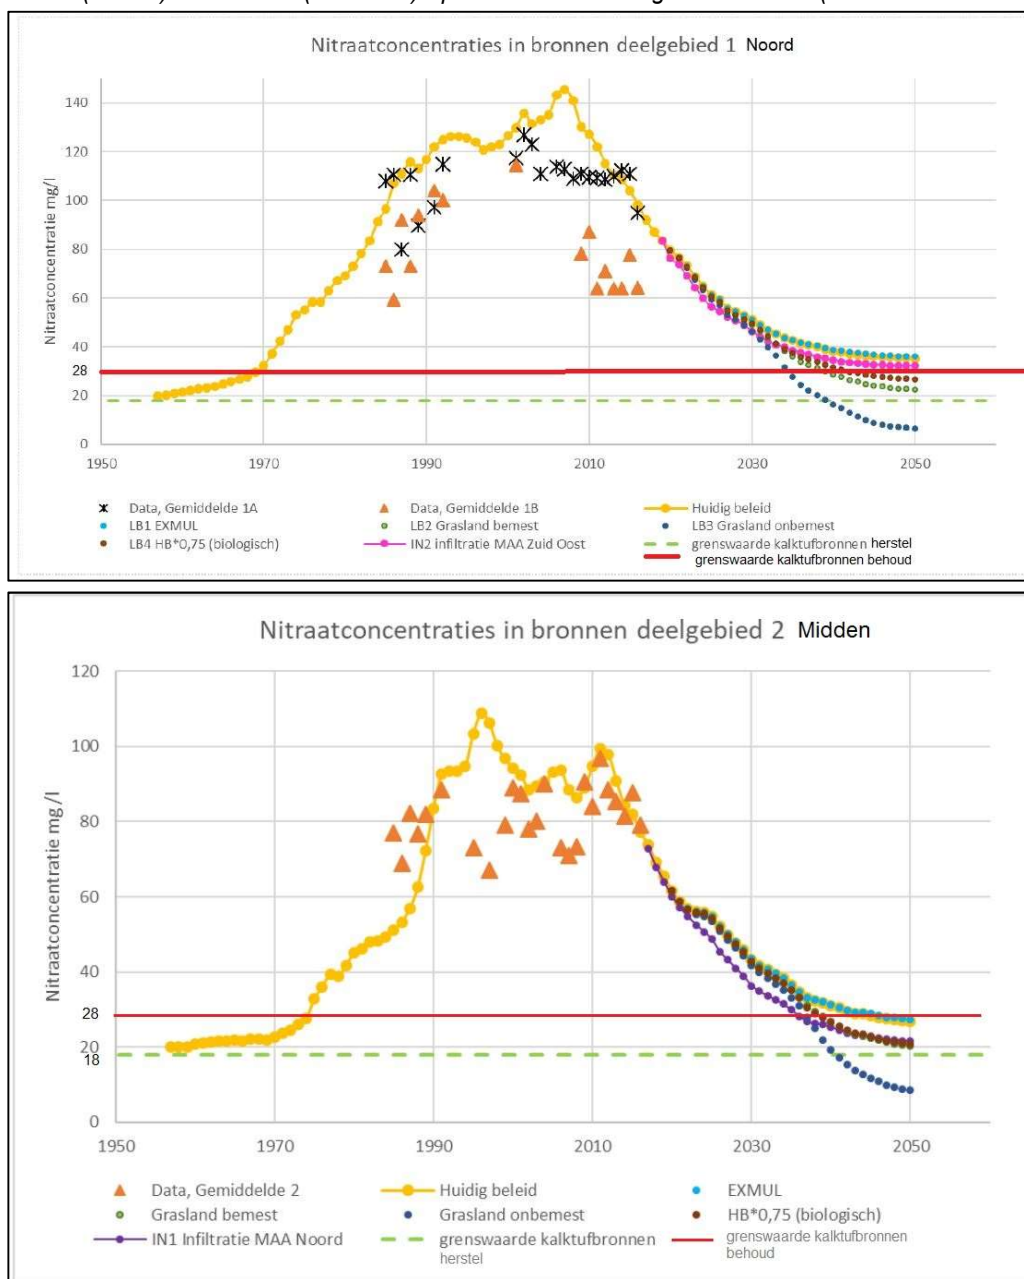 Nitraatconcentraties in bronnen deelgebied 1 Noord
Nitraatconcentratie mg/l
140
120
100
80
60
40
28
20
0
1950 1970 1990 2010 2030 2050
Data, Gemiddelde 1A Data, Gemiddelde 1B Huidig beleid
LB1 EXMUL LB2 Grasland bemest LB3 Grasland onbemest
LB4 HB*0,75 (biologisch) IN2 infiltratie MAA Zuid Oost grenswaarde kalktufbronnen herstel
grenswaarde kalktufbronnen behoud
Nitraatconcentraties in bronnen deelgebied 2 Midden
Nitraatconcentratie mg/l
120
100
80
60
40
28
20
18
0
1950 1970 1990 2010 2030 2050
Data, Gemiddelde 2 Huidig beleid EXMUL
Grasland bemest Grasland onbemest HB*0,75 (biologisch)
IN1 Infiltratie MAA Noord grenswaarde kalktufbronnen grenswaarde kalktufbronnen
herstel behoud